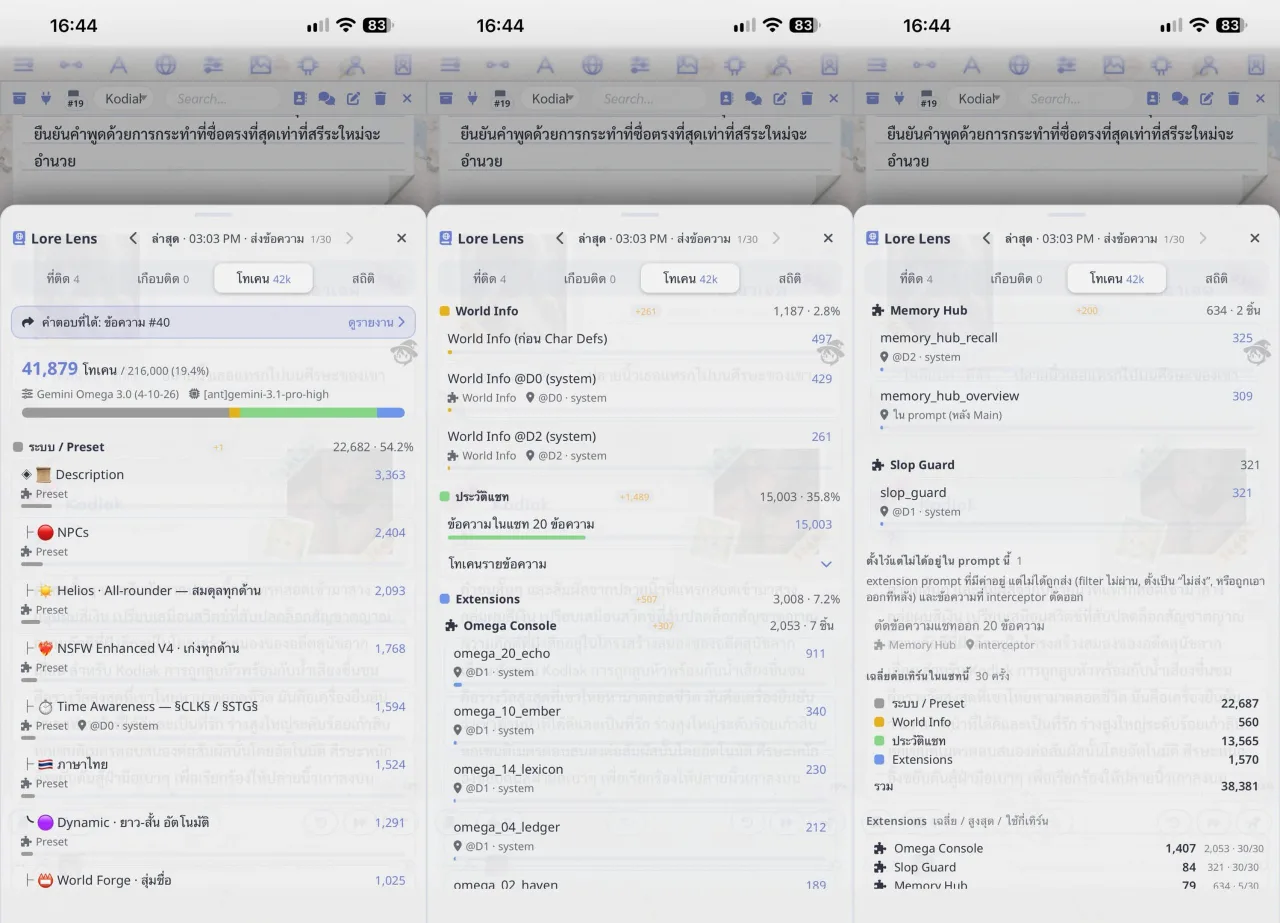 16:44
83
#19
Kodiak
Search...
ยืนยันคำพูดด้วยการกระทำที่ซื่อตรงที่สุดเท่าที่สรีระใหม่จะ
อำนวย
Lore Lens
ล่าสุด · 03:03 PM · ส่งข้อความ 1/30
ที่ติด 4
เกือบติด 0
โทเคน 42k
สถิติ
คำตอบที่ได้: ข้อความ #40
ดูรายงาน
41,879 โทเคน / 216,000 (19.4%)
Gemini Omega 3.0 (4-10-26) [ant]gemini-3.1-pro-high
ระบบ / Preset +1 22,682 · 54.2%
Description 3,363
Preset
NPCs 2,404
Preset
Helios · All-rounder — สมดุลทุกด้าน 2,093
Preset
NSFW Enhanced V4 · เก่งทุกด้าน 1,768
Preset
Time Awareness — §CLK§ / §STG§ 1,594
Preset @D0 · system
ภาษาไทย 1,524
Preset
Dynamic · ยาว-สั้น อัตโนมัติ 1,291
Preset
World Forge · สุ่มชื่อ 1,025
16:44
83
#19
Kodiak
Search...
ยืนยันคำพูดด้วยการกระทำที่ซื่อตรงที่สุดเท่าที่สรีระใหม่จะ
อำนวย
Lore Lens
ล่าสุด · 03:03 PM · ส่งข้อความ 1/30
ที่ติด 4
เกือบติด 0
โทเคน 42k
สถิติ
World Info +261 1,187 · 2.8%
World Info (ก่อน Char Defs) 497
World Info @D0 (system) 429
World Info @D0 · system
World Info @D2 (system) 261
World Info @D2 · system
ประวัติแชท +1,489 15,003 · 35.8%
ข้อความในแชท 20 ข้อความ 15,003
โทเคนรายข้อความ
Extensions +507 3,008 · 7.2%
Omega Console +307 2,053 · 7 ชิ้น
omega_20_echo 911
@D1 · system
omega_10_ember 340
@D1 · system
omega_14_lexicon 230
@D1 · system
omega_04_ledger 212
@D1 · system
omega_02_haven 189
16:44
83
#19
Kodiak
Search...
ยืนยันคำพูดด้วยการกระทำที่ซื่อตรงที่สุดเท่าที่สรีระใหม่จะ
อำนวย
Lore Lens
ล่าสุด · 03:03 PM · ส่งข้อความ 1/30
ที่ติด 4
เกือบติด 0
โทเคน 42k
สถิติ
Memory Hub +200 634 · 2 ชิ้น
memory_hub_recall 325
@D2 · system
memory_hub_overview 309
ใน prompt (หลัง Main)
Slop Guard 321
slop_guard 321
@D1 · system
ตั้งไว้แต่ไม่ได้อยู่ใน prompt นี้ 1
extension prompt ที่มีค่าอยู่ แต่ไม่ได้ถูกส่ง (filter ไม่ผ่าน, ตั้งเป็น "ไม่ส่ง", หรือถูกเอา
ออกทีหลัง) และข้อความที่ interceptor ตัดออก
ตัดข้อความแชทออก 20 ข้อความ
Memory Hub interceptor
เฉลี่ยต่อเทิร์นในแชทนี้ 30 ครั้ง
ระบบ / Preset 22,687
World Info 560
ประวัติแชท 13,565
Extensions 1,570
รวม 38,381
Extensions เฉลี่ย / สูงสุด / ใช้กี่เทิร์น
Omega Console 1,407 2,053 · 30/30
Slop Guard 84 321 · 30/30
Memory Hub 79 634 · 5/30